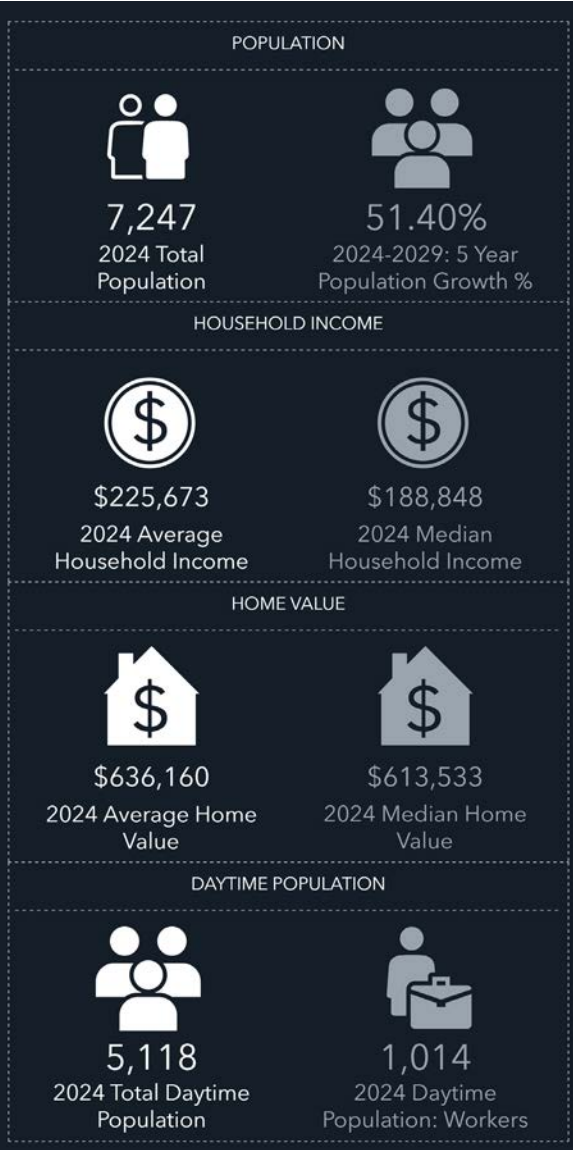 POPULATION
7,247
2024 Total
Population
51.40%
2024-2029: 5 Year
Population Growth %
HOUSEHOLD INCOME
$
$225,673
2024 Average
Household Income
$
$188,848
2024 Median
Household Income
HOME VALUE
$
$636,160
2024 Average Home
Value
$
$613,533
2024 Median Home
Value
DAYTIME POPULATION
5,118
2024 Total Daytime
Population
1,014
2024 Daytime
Population: Workers